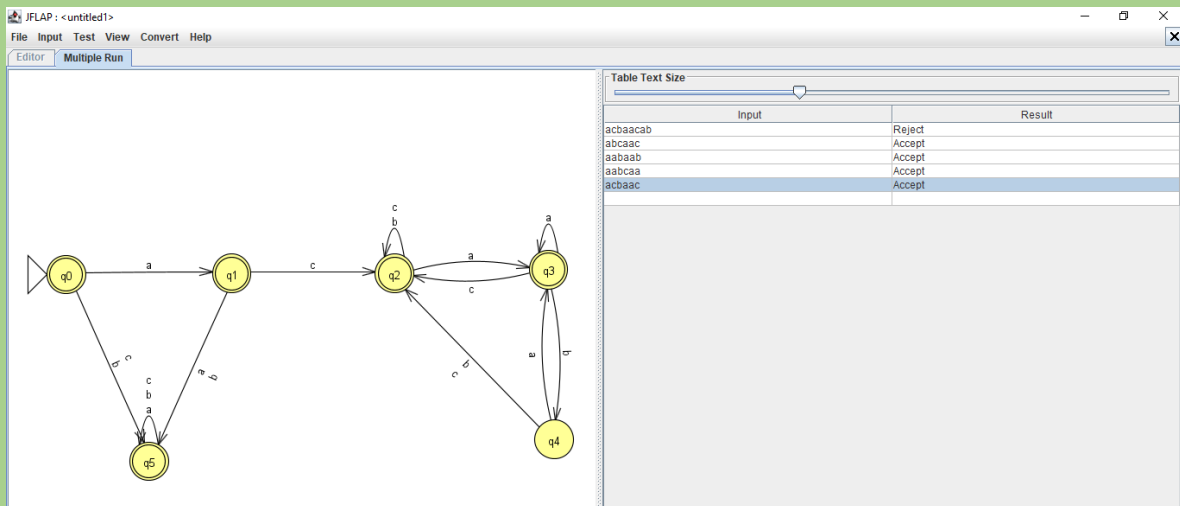 JFLAP : <untitled1>
File Input Test View Convert Help
Editor Multiple Run
Table Text Size
Input Result
acbaacab Reject
abcaac Accept
aabaab Accept
aabcaa Accept
acbaac Accept
c
b
a
q0
a
q1
c
q2
a
c
q3
c
b
a
b
c
b
a
b
a
b
c
c
b
a
q4
q5